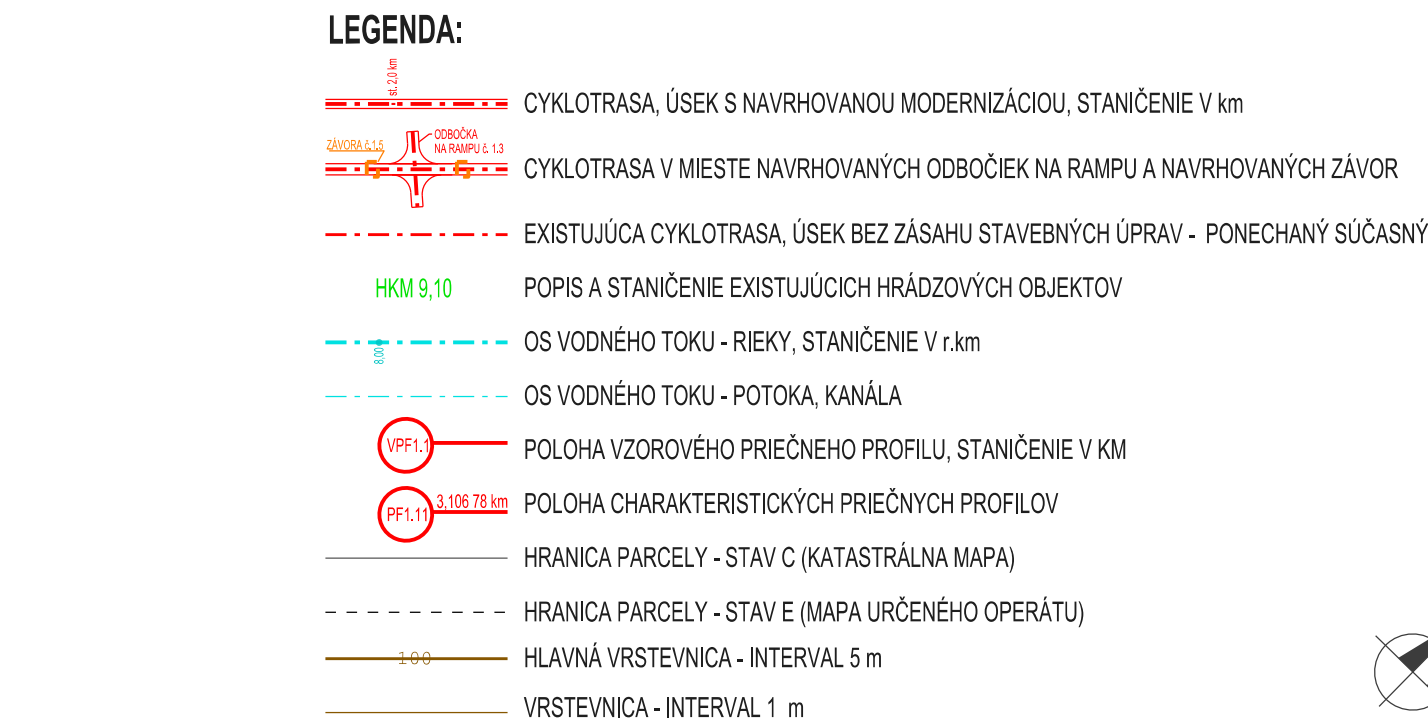 LEGENDA:
st. 2,0 km
CYKLOTRASA, ÚSEK S NAVRHOVANOU MODERNIZÁCIOU, STANIČENIE V km
ZÁVORA č.1.5
ODBOČKA
NA RAMPU č. 1.3
CYKLOTRASA V MIESTE NAVRHOVANÝCH ODBOČIEK NA RAMPU A NAVRHOVANÝCH ZÁVOR
EXISTUJÚCA CYKLOTRASA, ÚSEK BEZ ZÁSAHU STAVEBNÝCH ÚPRAV - PONECHANÝ SÚČASNÝ
HKM 9,10 POPIS A STANIČENIE EXISTUJÚCICH HRÁDZOVÝCH OBJEKTOV
8,00
OS VODNÉHO TOKU - RIEKY, STANIČENIE V r.km
OS VODNÉHO TOKU - POTOKA, KANÁLA
VPF1.1 POLOHA VZOROVÉHO PRIEČNEHO PROFILU, STANIČENIE V KM
PF1.11 3,106 78 km POLOHA CHARAKTERISTICKÝCH PRIEČNYCH PROFILOV
HRANICA PARCELY - STAV C (KATASTRÁLNA MAPA)
HRANICA PARCELY - STAV E (MAPA URČENÉHO OPERÁTU)
100 HLAVNÁ VRSTEVNICA - INTERVAL 5 m
VRSTEVNICA - INTERVAL 1 m